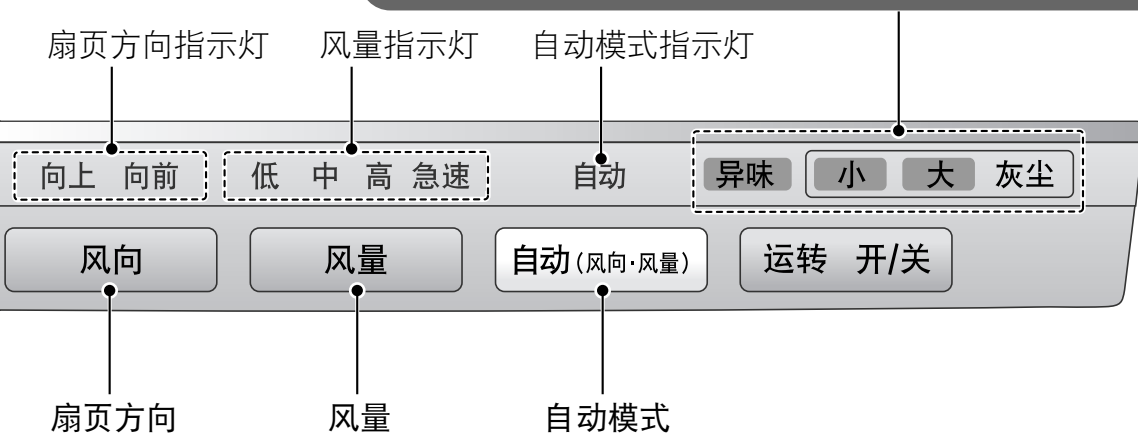 扇页方向指示灯 风量指示灯 自动模式指示灯
向上 向前 低 中 高 急速 自动 异味 小 大 灰尘
风向 风量 自动(风向·风量) 运转 开/关
扇页方向 风量 自动模式